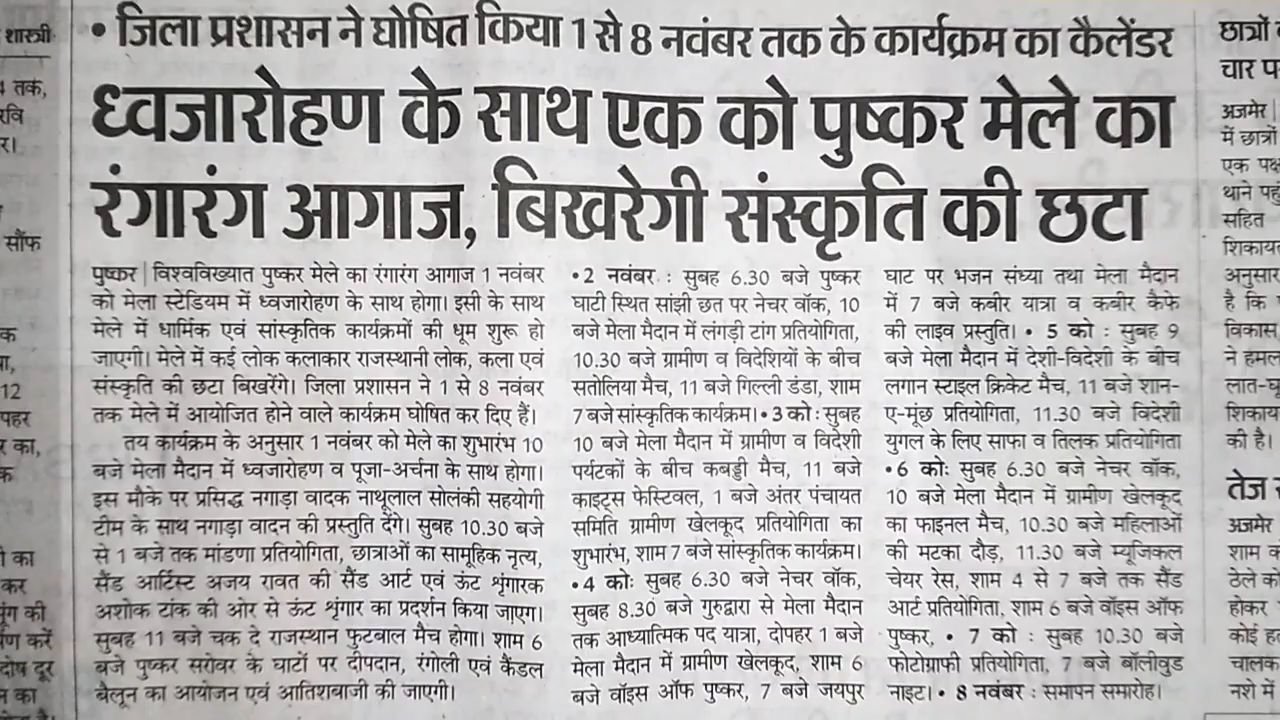 • जिला प्रशासन ने घोषित किया 1 से 8 नवंबर तक के कार्यक्रम का कैलेंडर
ध्वजारोहण के साथ एक को पुष्कर मेले का
रंगारंग आगाज, बिखरेगी संस्कृति की छटा
पुष्कर | विश्वविख्यात पुष्कर मेले का रंगारंग आगाज 1 नवंबर
को मेला स्टेडियम में ध्वजारोहण के साथ होगा। इसी के साथ
मेले में धार्मिक एवं सांस्कृतिक कार्यक्रमों की धूम शुरू हो
जाएगी। मेले में कई लोक कलाकार राजस्थानी लोक, कला एवं
संस्कृति की छटा बिखरेंगे। जिला प्रशासन ने 1 से 8 नवंबर
तक मेले में आयोजित होने वाले कार्यक्रम घोषित कर दिए हैं।
तय कार्यक्रम के अनुसार 1 नवंबर को मेले का शुभारंभ 10
बजे मेला मैदान में ध्वजारोहण व पूजा-अर्चना के साथ होगा।
इस मौके पर प्रसिद्ध नगाड़ा वादक नाथूलाल सोलंकी सहयोगी
टीम के साथ नगाड़ा वादन की प्रस्तुति देंगे। सुबह 10.30 बजे
से 1 बजे तक मांडणा प्रतियोगिता, छात्राओं का सामूहिक नृत्य,
सैंड आर्टिस्ट अजय रावत की सैंड आर्ट एवं ऊंट श्रृंगारक
अशोक टांक की ओर से ऊंट श्रृंगार का प्रदर्शन किया जाएगा।
सुबह 11 बजे चक दे राजस्थान फुटबाल मैच होगा। शाम 6
बजे पुष्कर सरोवर के घाटों पर दीपदान, रंगोली एवं कैंडल
बैलून का आयोजन एवं आतिशबाजी की जाएगी।
•2 नवंबर : सुबह 6.30 बजे पुष्कर
घाटी स्थित सांझी छत पर नेचर वॉक, 10
बजे मेला मैदान में लंगड़ी टांग प्रतियोगिता,
10.30 बजे ग्रामीण व विदेशियों के बीच
सतोलिया मैच, 11 बजे गिल्ली डंडा, शाम
7 बजे सांस्कृतिक कार्यक्रम। •3 को : सुबह
10 बजे मेला मैदान में ग्रामीण व विदेशी
पर्यटकों के बीच कबड्डी मैच, 11 बजे
काइट्स फेस्टिवल, 1 बजे अंतर पंचायत
समिति ग्रामीण खेलकूद प्रतियोगिता का
शुभारंभ, शाम 7 बजे सांस्कृतिक कार्यक्रम।
•4 को: सुबह 6.30 बजे नेचर वॉक,
सुबह 8.30 बजे गुरुद्वारा से मेला मैदान
तक आध्यात्मिक पद यात्रा, दोपहर 1 बजे
मेला मैदान में ग्रामीण खेलकूद, शाम 6
बजे वॉइस ऑफ पुष्कर, 7 बजे जयपुर
घाट पर भजन संध्या तथा मेला मैदान
में 7 बजे कबीर यात्रा व कबीर कैफे
की लाइव प्रस्तुति। • 5 को : सुबह 9
बजे मेला मैदान में देशी-विदेशी के बीच
लगान स्टाइल क्रिकेट मैच, 11 बजे शान-
ए-मूंछ प्रतियोगिता, 11.30 बजे विदेशी
युगल के लिए साफा व तिलक प्रतियोगिता
•6 को: सुबह 6.30 बजे नेचर वॉक,
10 बजे मेला मैदान में ग्रामीण खेलकूद
का फाइनल मैच, 10.30 बजे महिलाओं
की मटका दौड़, 11.30 बजे म्यूजिकल
चेयर रेस, शाम 4 से 7 बजे तक सैंड
आर्ट प्रतियोगिता, शाम 6 बजे वॉइस ऑफ
पुष्कर, • 7 को : सुबह 10.30 बजे
फोटोग्राफी प्रतियोगिता, 7 बजे बॉलीवुड
नाइट। • 8 नवंबर : समापन समारोह।
शास्त्री
तक,
रवि
सौंफ
12
का,
का
कर
की
करें
दोष दूर
का
छात्रों
चार
अजमेर |
में छात्रों
एक
थाने
सहित
अनुसार
है कि
विकास
की है।
तेज
अजमेर
शाम
ठेले
होकर
कोई
चालक
नशे में